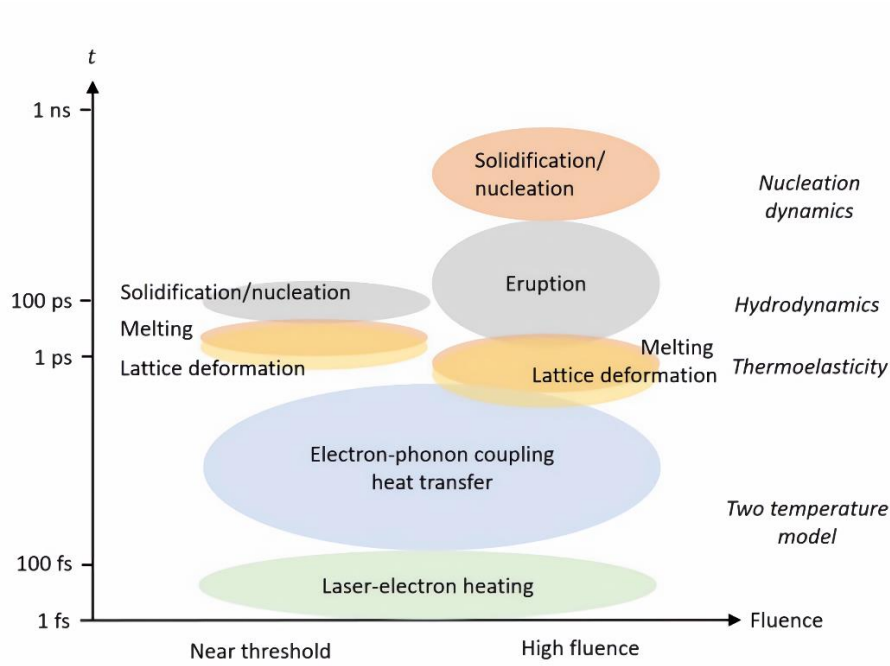 t
1 ns
Solidification/
nucleation
Nucleation
dynamics
Eruption
Solidification/nucleation
100 ps
Hydrodynamics
Melting
Melting
1 ps
Lattice deformation
Lattice deformation
Thermoelasticity
Electron-phonon coupling
heat transfer
Two temperature
model
100 fs
Laser-electron heating
1 fs
Fluence
Near threshold
High fluence